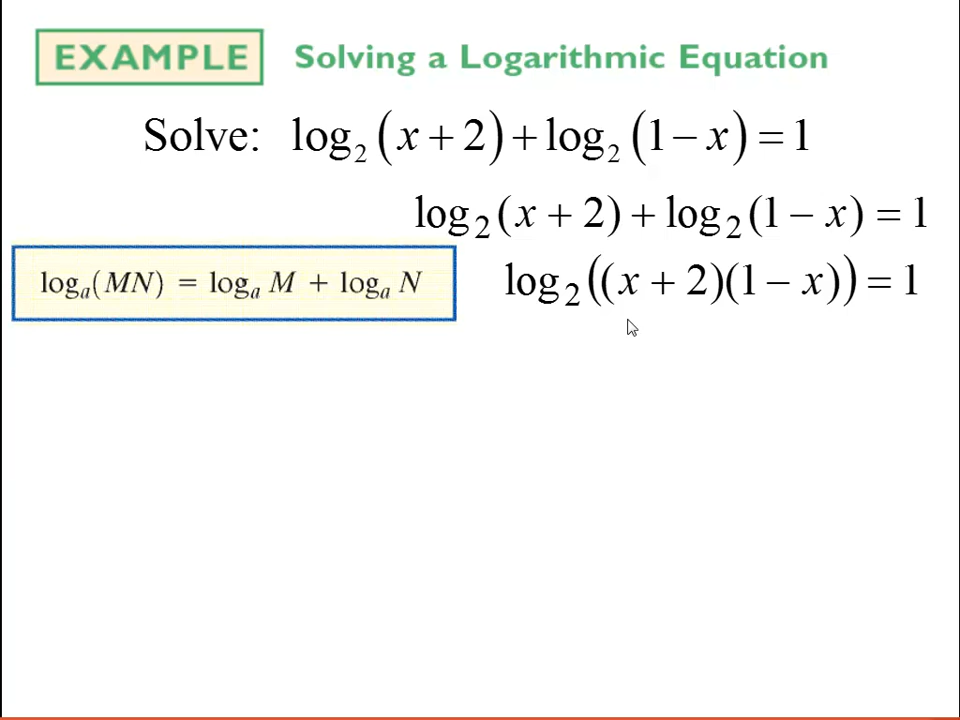 EXAMPLE Solving a Logarithmic Equation
Solve: log₂(x + 2) + log₂(1 − x) = 1
log₂(x + 2) + log₂(1 − x) = 1
logₐ(MN) = logₐ M + logₐ N
log₂((x + 2)(1 − x)) = 1